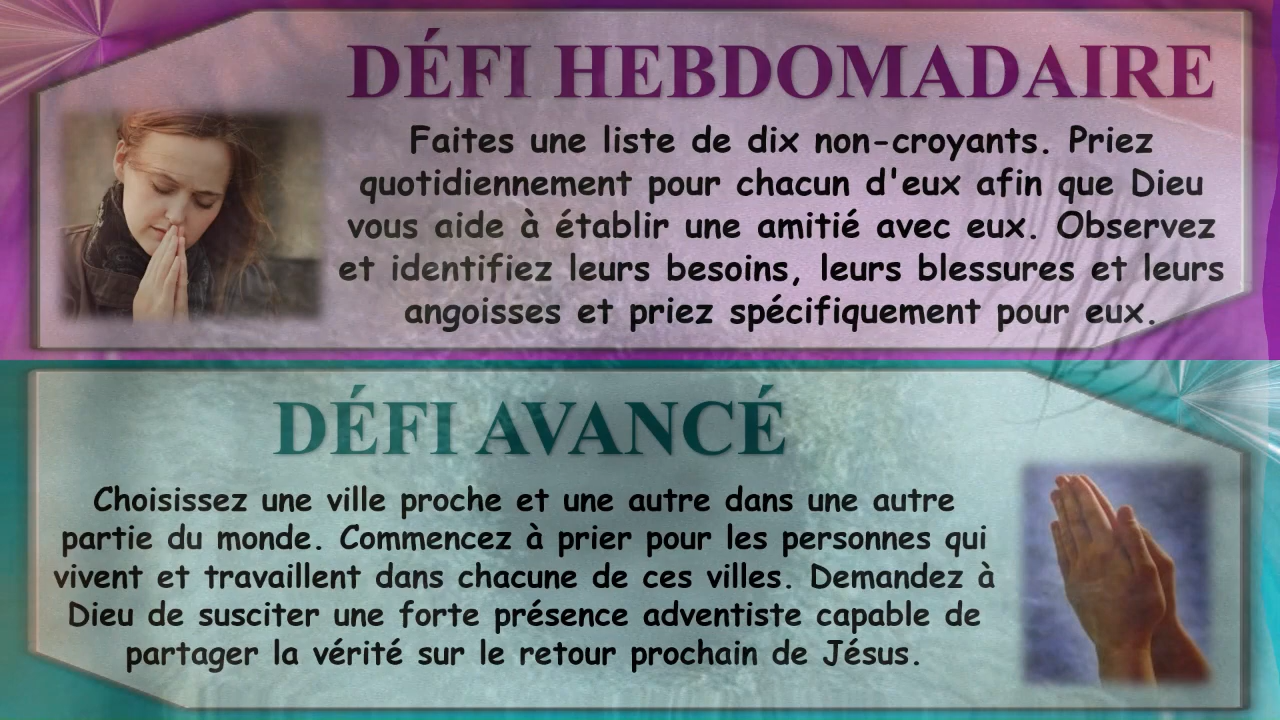 DÉFI HEBDOMADAIRE
Faites une liste de dix non-croyants. Priez
quotidiennement pour chacun d'eux afin que Dieu
vous aide à établir une amitié avec eux. Observez
et identifiez leurs besoins, leurs blessures et leurs
angoisses et priez spécifiquement pour eux.
DÉFI AVANCÉ
Choisissez une ville proche et une autre dans une autre
partie du monde. Commencez à prier pour les personnes qui
vivent et travaillent dans chacune de ces villes. Demandez à
Dieu de susciter une forte présence adventiste capable de
partager la vérité sur le retour prochain de Jésus.